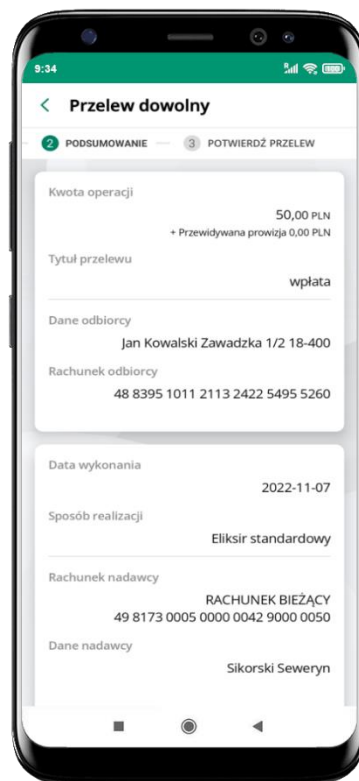 9:34
Przelew dowolny
2 PODSUMOWANIE 3 POTWIERDŹ PRZELEW
Kwota operacji
50,00 PLN
+ Przewidywana prowizja 0,00 PLN
Tytuł przelewu
wpłata
Dane odbiorcy
Jan Kowalski Zawadzka 1/2 18-400
Rachunek odbiorcy
48 8395 1011 2113 2422 5495 5260
Data wykonania
2022-11-07
Sposób realizacji
Eliksir standardowy
Rachunek nadawcy
RACHUNEK BIEŻĄCY
49 8173 0005 0000 0042 9000 0050
Dane nadawcy
Sikorski Seweryn